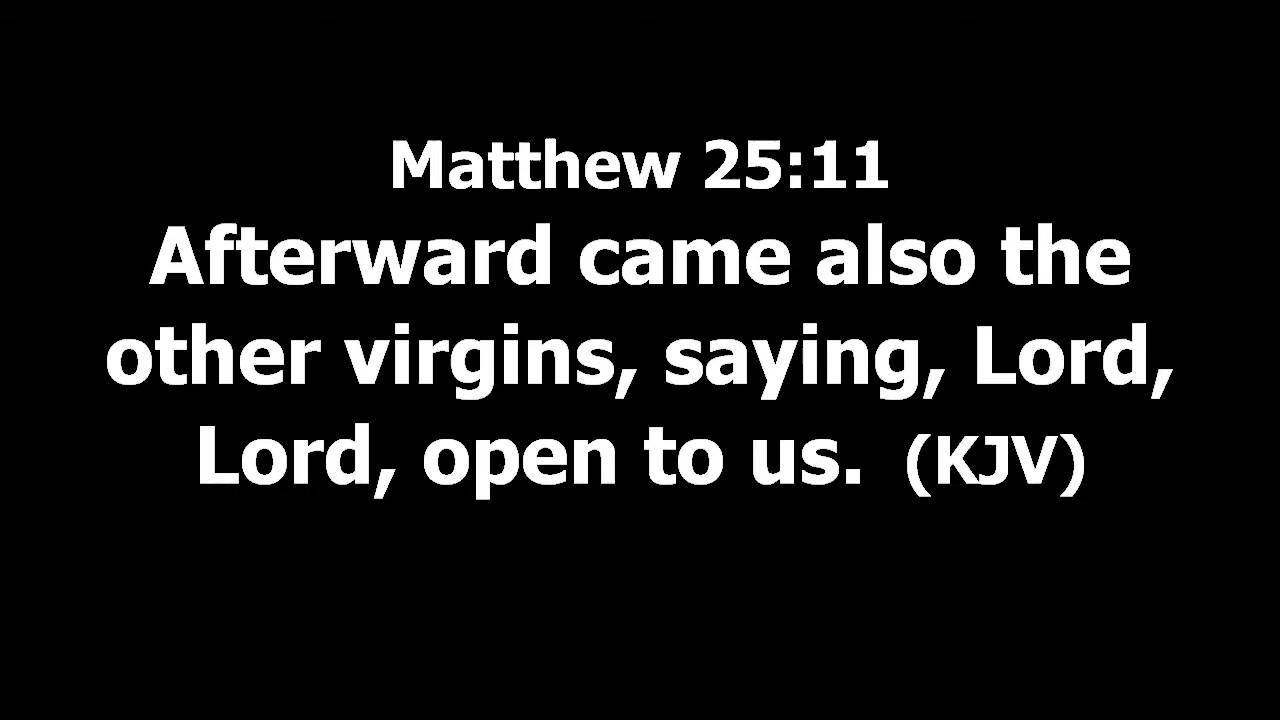 Matthew 25:11
Afterward came also the
other virgins, saying, Lord,
Lord, open to us. (KJV)